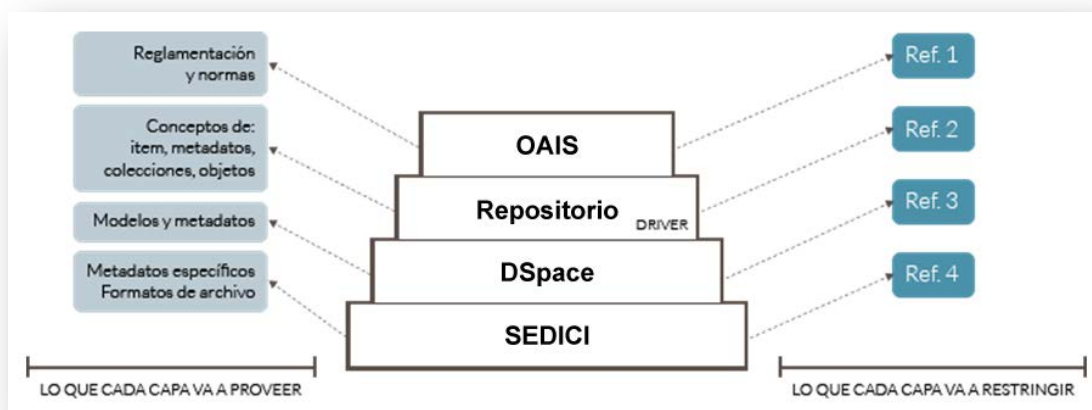 Reglamentación
y normas
Conceptos de:
item, metadatos,
colecciones, objetos
Modelos y metadatos
Metadatos específicos
Formatos de archivo
OAIS
Repositorio
DRIVER
DSpace
SEDICI
Ref. 1
Ref. 2
Ref. 3
Ref. 4
LO QUE CADA CAPA VA A PROVEER
LO QUE CADA CAPA VA A RESTRINGIR